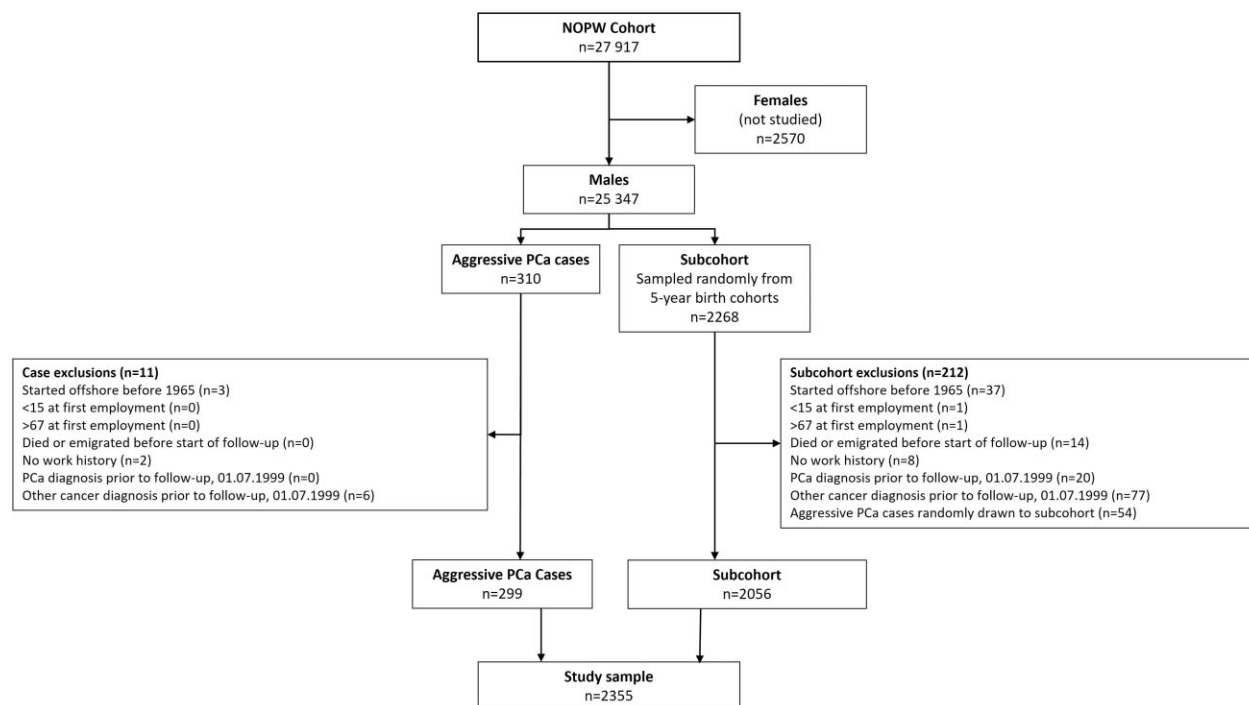 NOPW Cohort
n=27 917
Females
(not studied)
n=2570
Males
n=25 347
Aggressive PCa cases
n=310
Subcohort
Sampled randomly from
5-year birth cohorts
n=2268
Case exclusions (n=11)
Started offshore before 1965 (n=3)
<15 at first employment (n=0)
>67 at first employment (n=0)
Died or emigrated before start of follow-up (n=0)
No work history (n=2)
PCa diagnosis prior to follow-up, 01.07.1999 (n=0)
Other cancer diagnosis prior to follow-up, 01.07.1999 (n=6)
Subcohort exclusions (n=212)
Started offshore before 1965 (n=37)
<15 at first employment (n=1)
>67 at first employment (n=1)
Died or emigrated before start of follow-up (n=14)
No work history (n=8)
PCa diagnosis prior to follow-up, 01.07.1999 (n=20)
Other cancer diagnosis prior to follow-up, 01.07.1999 (n=77)
Aggressive PCa cases randomly drawn to subcohort (n=54)
Aggressive PCa Cases
n=299
Subcohort
n=2056
Study sample
n=2355